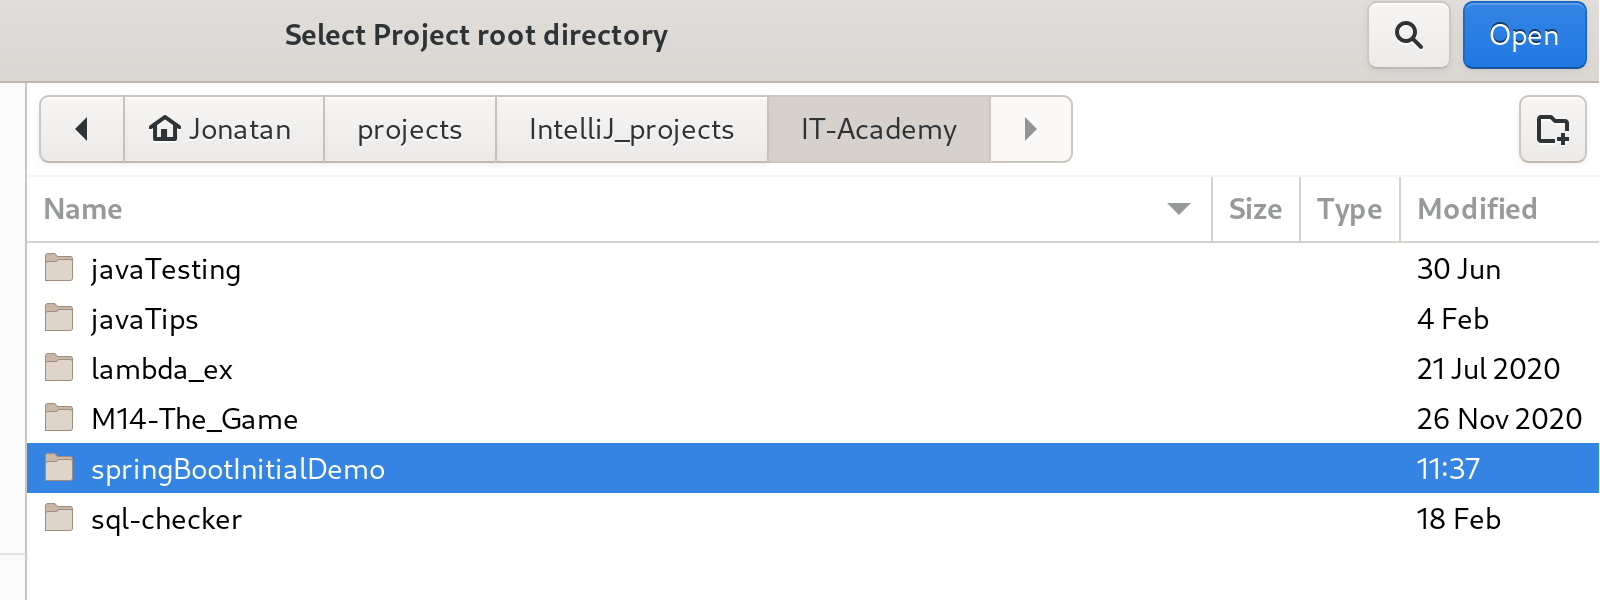 Select Project root directory Open
Jonatan projects IntelliJ_projects IT-Academy
Name Size Type Modified
javaTesting 30 Jun
javaTips 4 Feb
lambda_ex 21 Jul 2020
M14-The_Game 26 Nov 2020
springBootInitialDemo 11:37
sql-checker 18 Feb